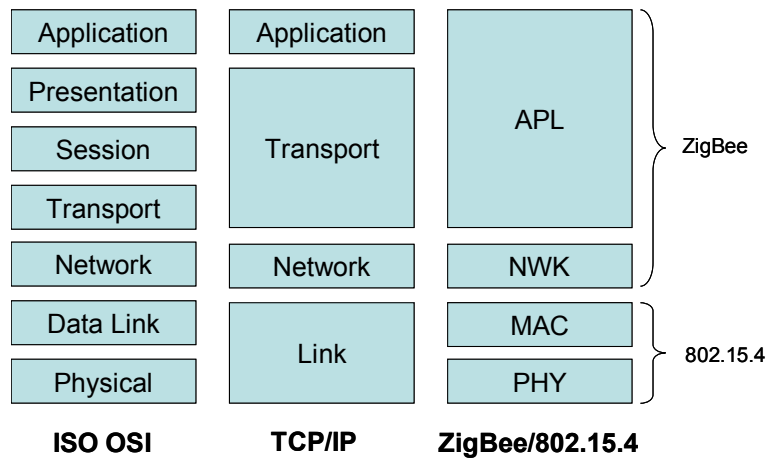 Application
Presentation
Session
Transport
Network
Data Link
Physical
ISO OSI
Application
Transport
Network
Link
TCP/IP
APL
NWK
MAC
PHY
ZigBee/802.15.4
ZigBee
802.15.4